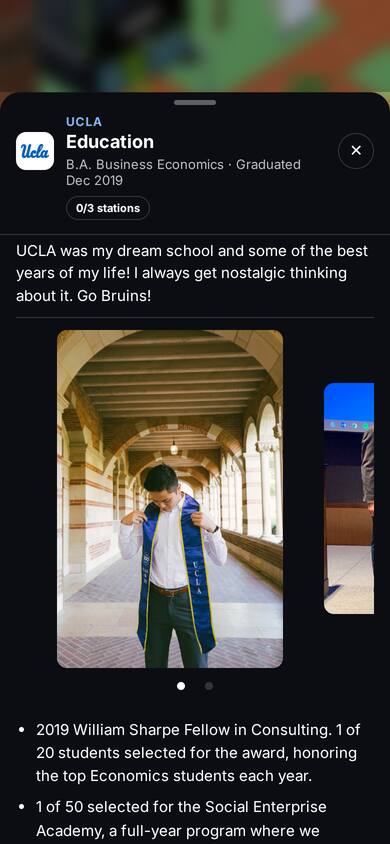 UCLA
Ucla
Education
B.A. Business Economics · Graduated
Dec 2019
0/3 stations
UCLA was my dream school and some of the best
years of my life! I always get nostalgic thinking
about it. Go Bruins!
UCLA
• 2019 William Sharpe Fellow in Consulting. 1 of
20 students selected for the award, honoring
the top Economics students each year.
• 1 of 50 selected for the Social Enterprise
Academy, a full-year program where we